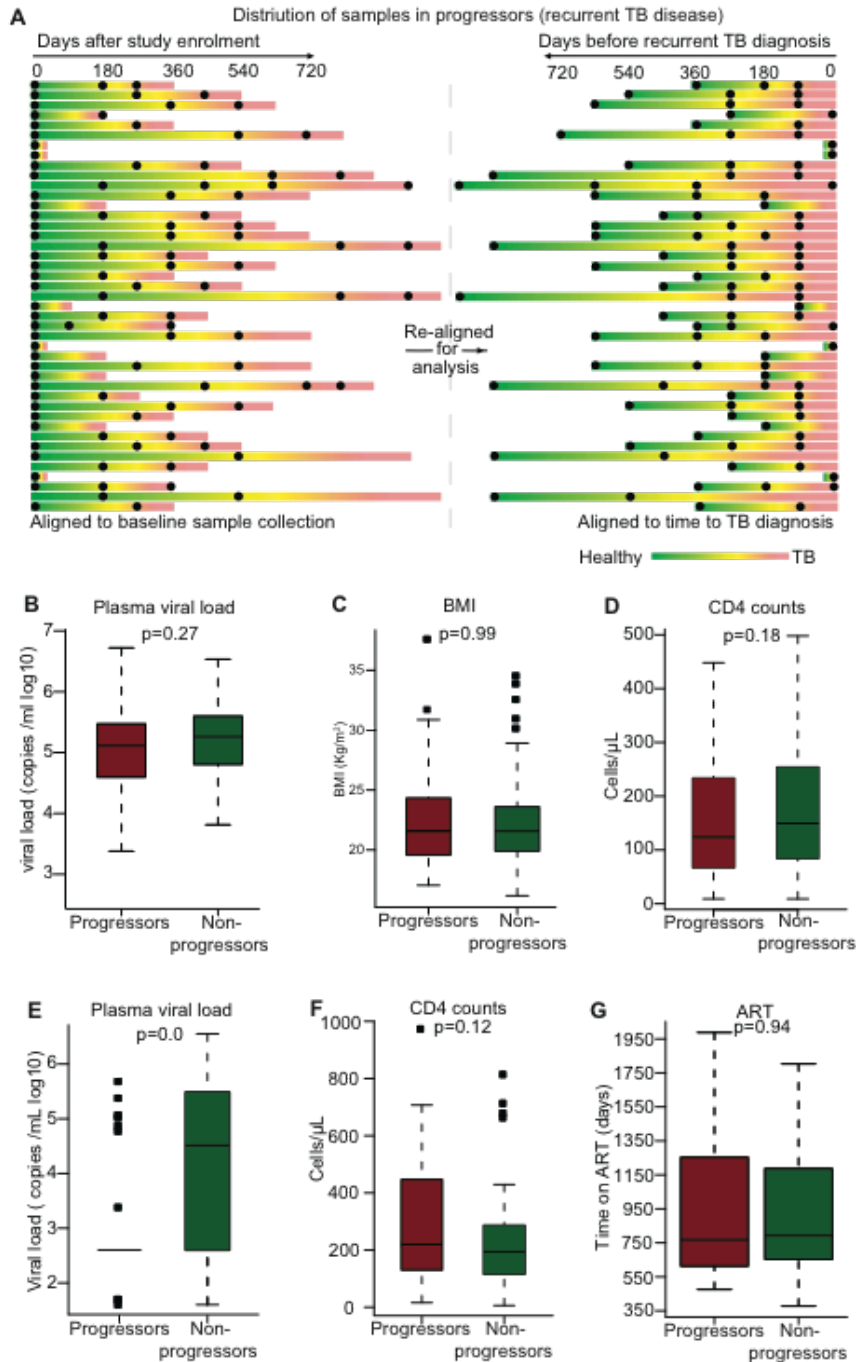 A
Distriution of samples in progressors (recurrent TB disease)
Days after study enrolment
Days before recurrent TB diagnosis
0 180 360 540 720
720 540 360 180 0
Re-aligned
for
analysis
Aligned to baseline sample collection
Aligned to time to TB diagnosis
Healthy TB
B
Plasma viral load
p=0.27
viral load ( copies /ml log10)
7
6
5
4
3
Progressors
Non-
progressors
C
BMI
p=0.99
BMI (Kg/m²)
35
30
25
20
Progressors
Non-
progressors
D
CD4 counts
p=0.18
Cells/µL
500
400
300
200
100
0
Progressors
Non-
progressors
E
Plasma viral load
p=0.0
Viral load ( copies /mL log10)
6
5
4
3
2
Progressors
Non-
progressors
F
CD4 counts
p=0.12
Cells/µL
1000
800
600
400
200
0
Progressors
Non-
progressors
G
ART
p=0.94
Time on ART (days)
1950
1750
1550
1350
1150
950
750
550
350
Progressors
Non-
progressors